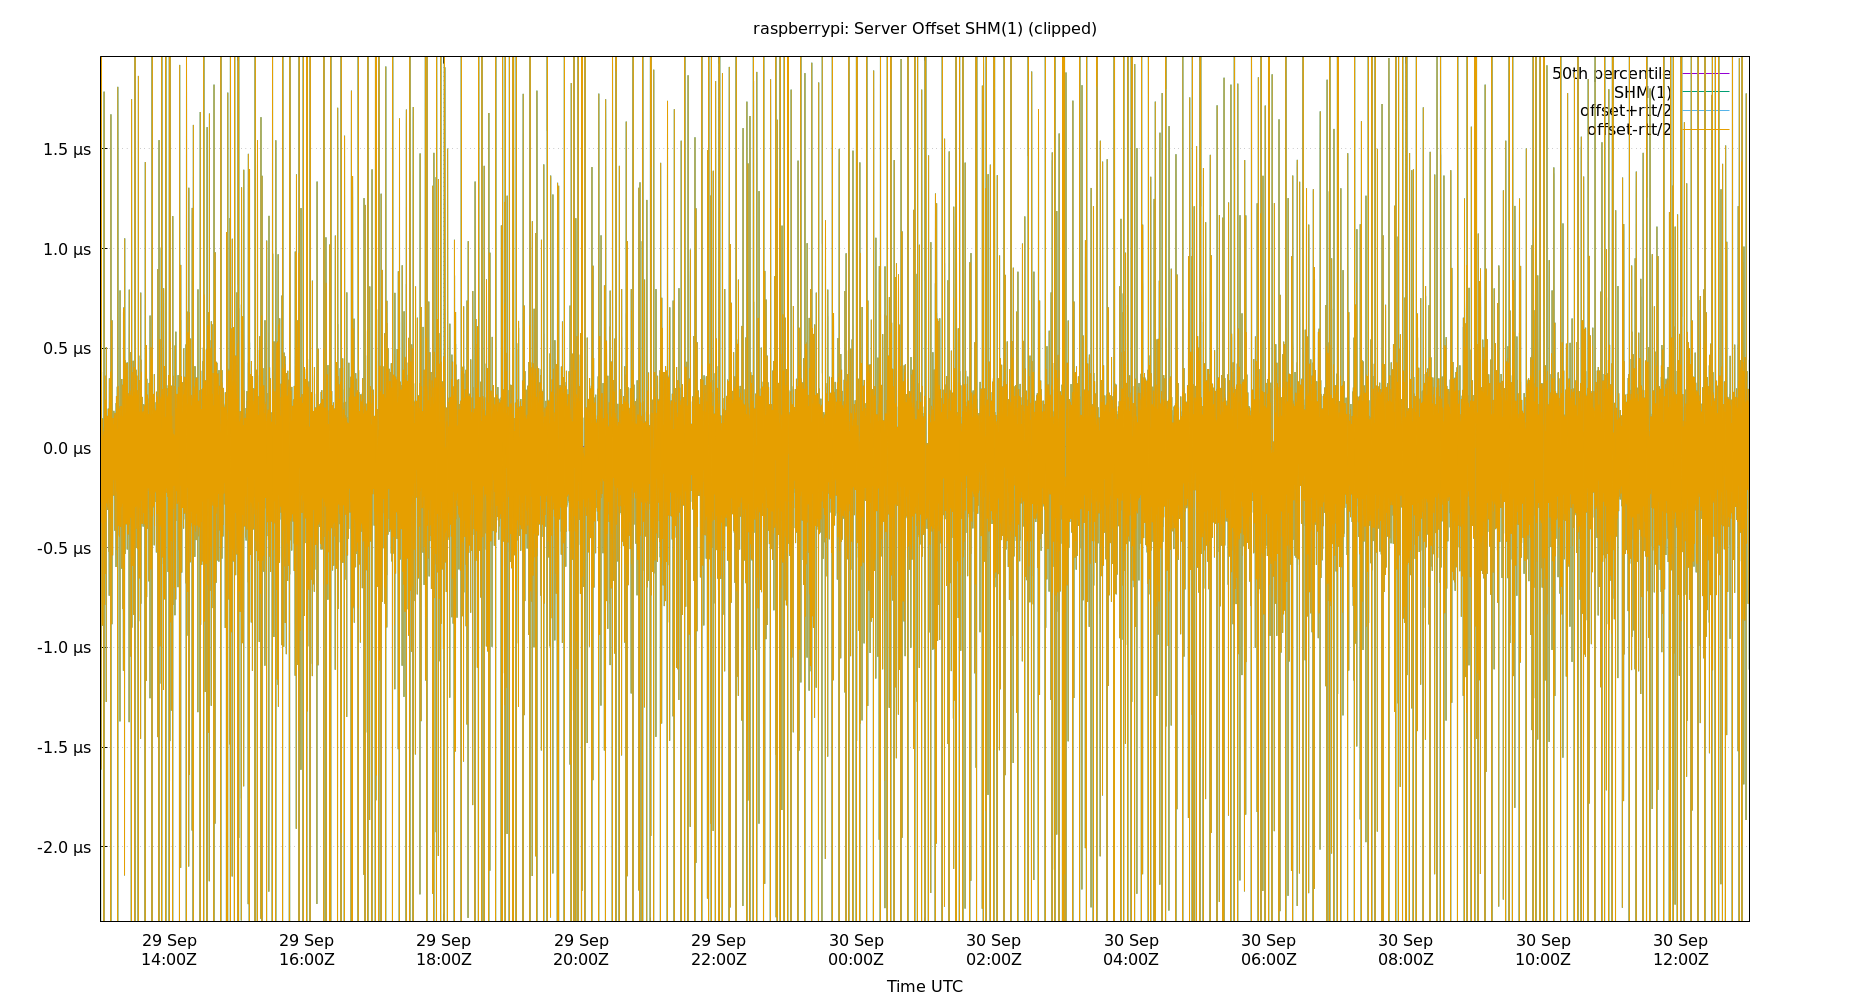 raspberrypi: Server Offset SHM(1) (clipped)
50th percentile
SHM(1)
offset+rtt/2
offset-rtt/2
1.5 µs
1.0 µs
0.5 µs
0.0 µs
-0.5 µs
-1.0 µs
-1.5 µs
-2.0 µs
29 Sep 29 Sep 29 Sep 29 Sep 29 Sep 30 Sep 30 Sep 30 Sep 30 Sep 30 Sep 30 Sep 30 Sep
14:00Z 16:00Z 18:00Z 20:00Z 22:00Z 00:00Z 02:00Z 04:00Z 06:00Z 08:00Z 10:00Z 12:00Z
Time UTC